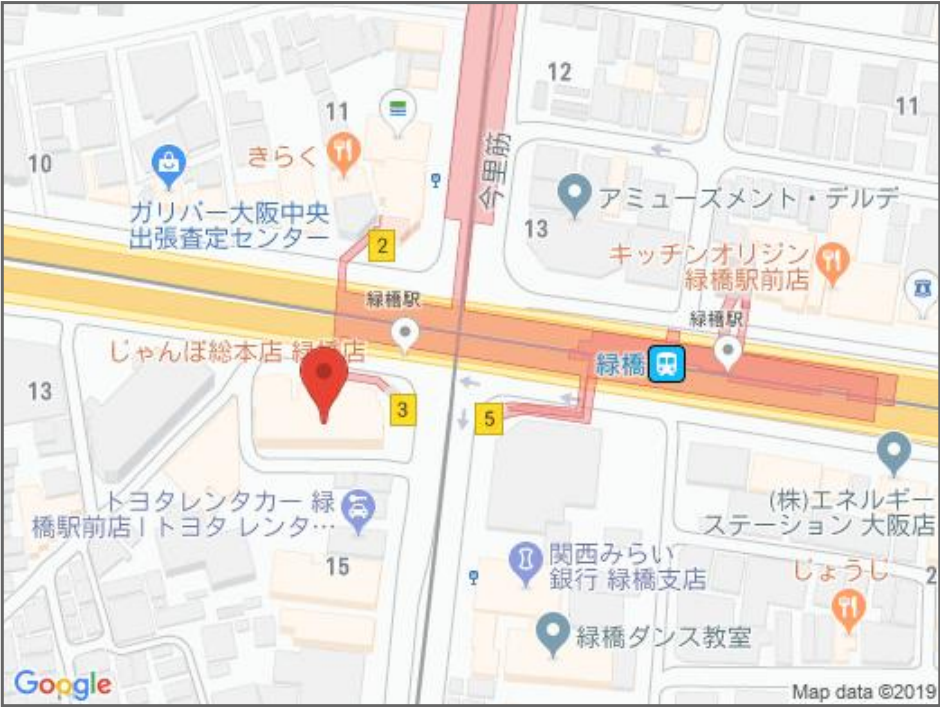 12
11
11
きらく
10
今里筋
アミューズメント・デルデ
ガリバー大阪中央
出張査定センター
13
2
キッチンオリジン
緑橋駅前店
緑橋駅
緑橋駅
じゃんぼ総本店 緑橋店
緑橋
13
3
5
トヨタレンタカー 緑
橋駅前店 | トヨタ レンタ…
(株)エネルギー
ステーション 大阪店
15
関西みらい
銀行 緑橋支店
じょうじ
2
緑橋ダンス教室
Google
Map data ©2019